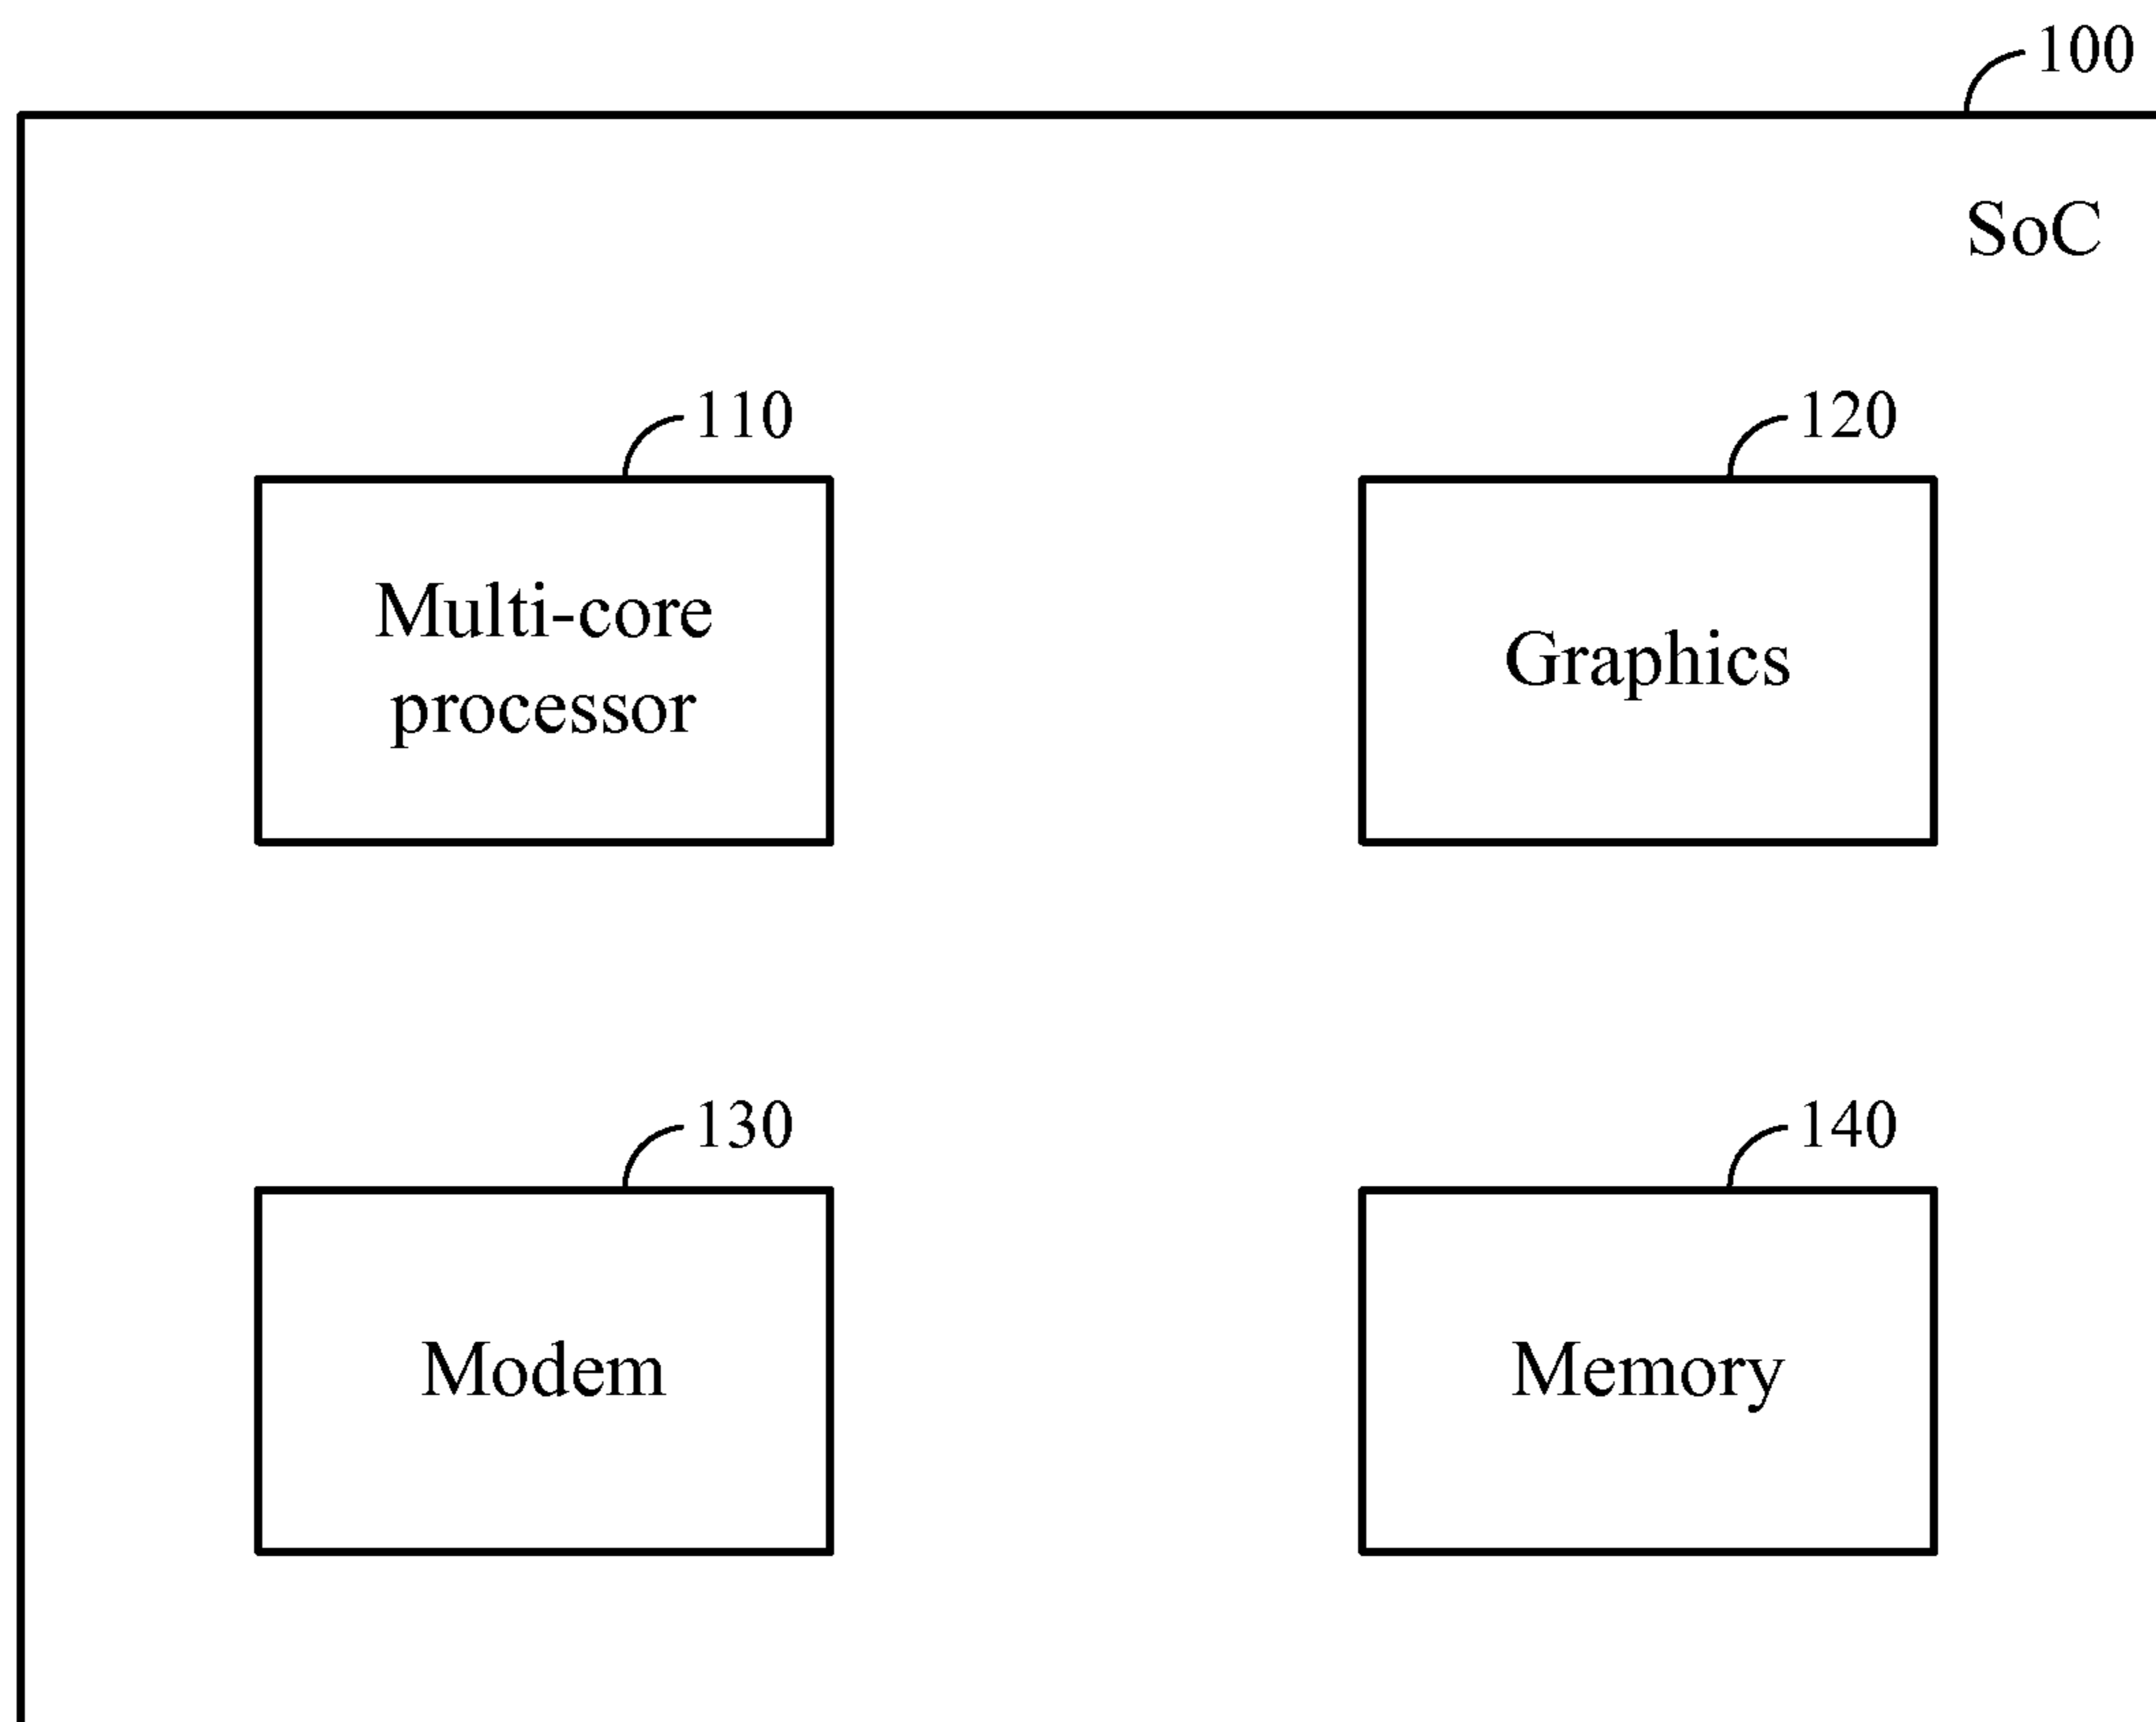 100
SoC
110
120
Multi-core
processor
Graphics
130
140
Modem
Memory